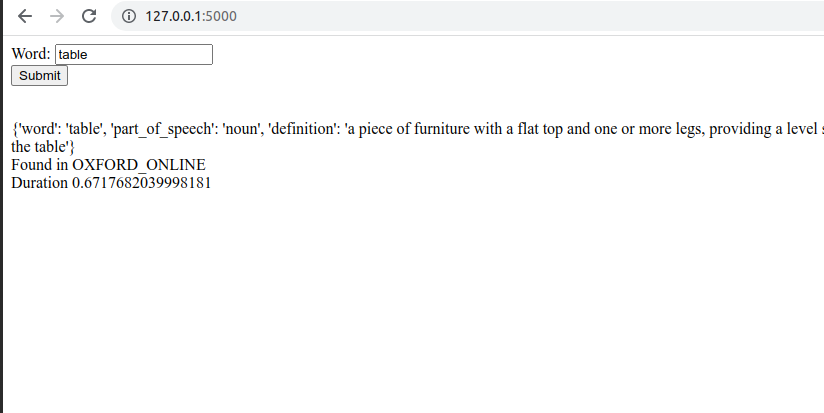 127.0.0.1:5000
Word: table
Submit
{'word': 'table', 'part_of_speech': 'noun', 'definition': 'a piece of furniture with a flat top and one or more legs, providing a level
the table'}
Found in OXFORD_ONLINE
Duration 0.6717682039998181